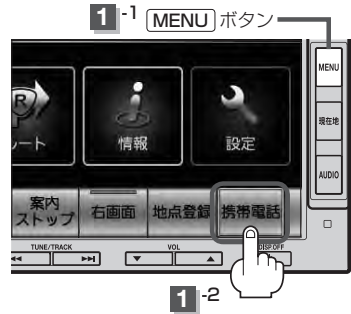 1 -1 MENU ボタン
MENU
現在地
AUDIO
R
ート
情報
設定
案内
ストップ
右画面
地点登録
携帯電話
TUNE/TRACK
VOL
DISP.OFF
1 -2